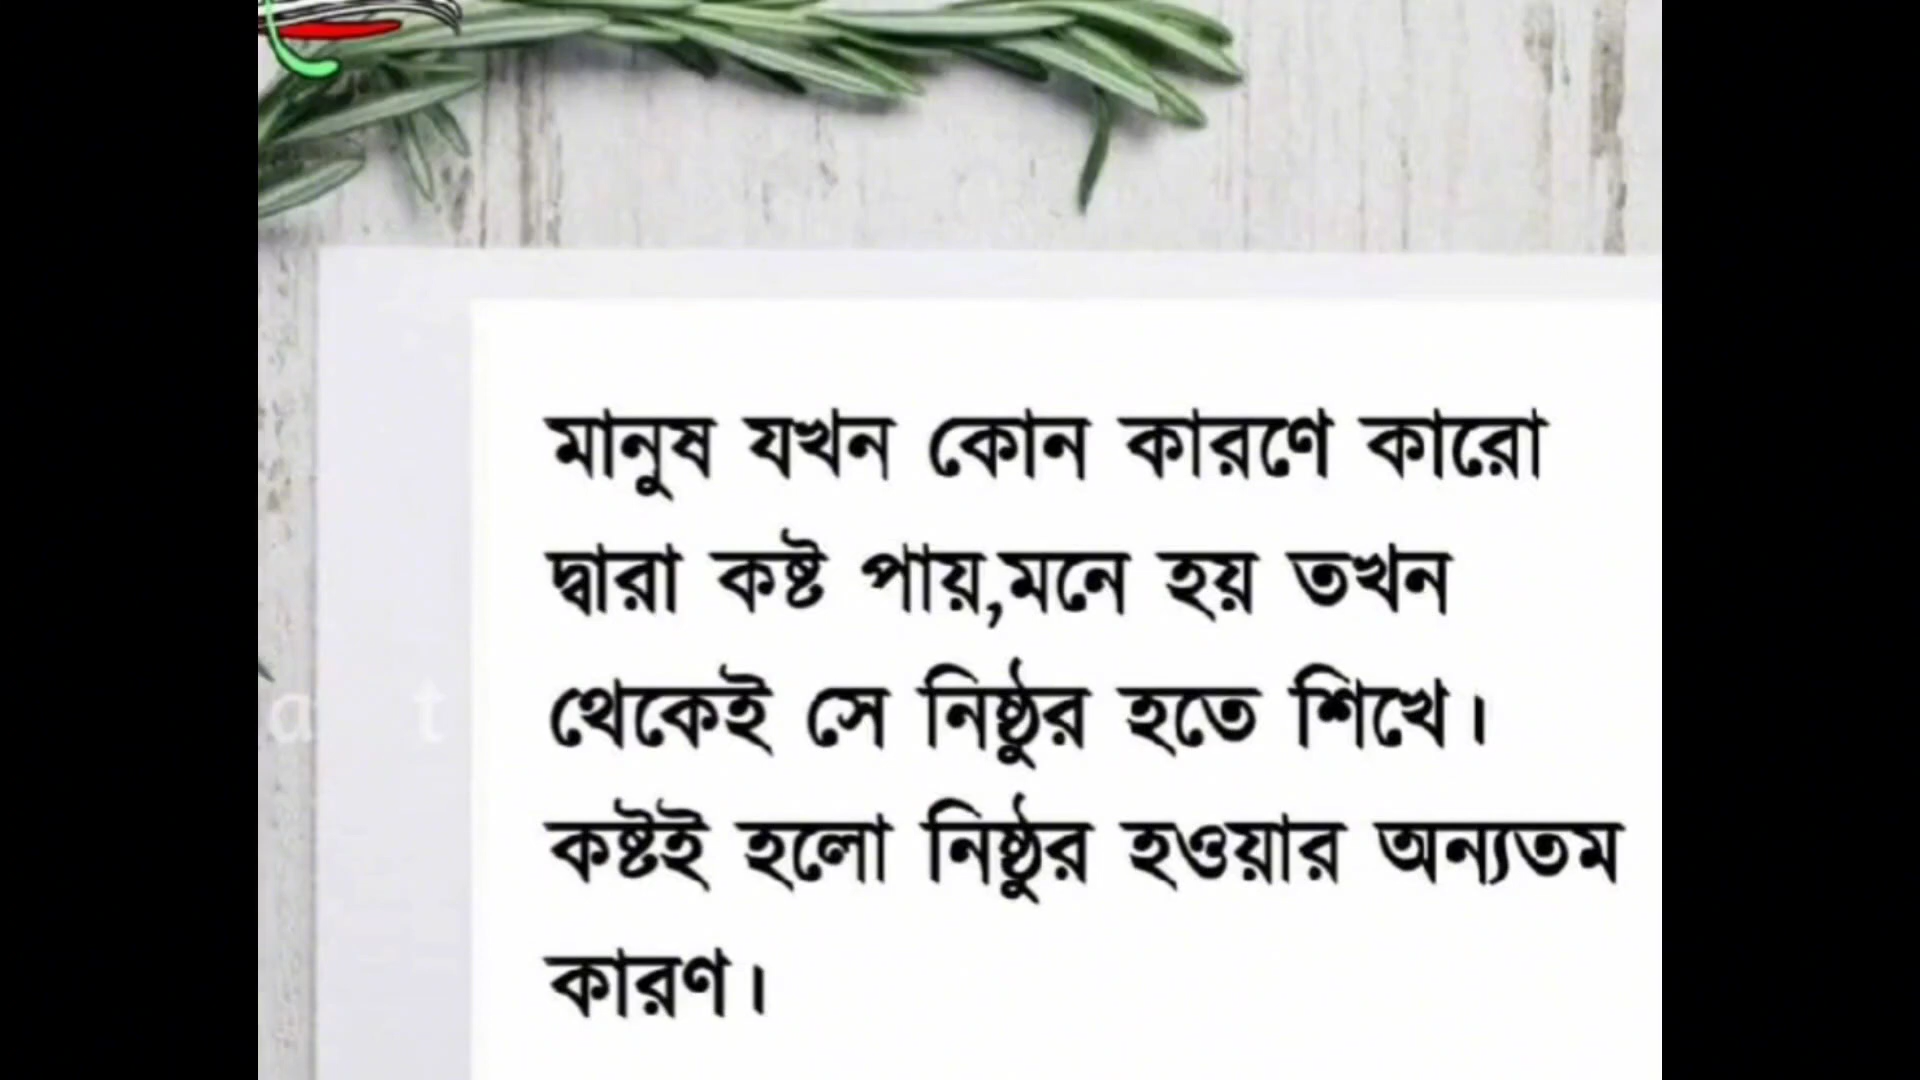 মানুষ যখন কোন কারণে কারো
দ্বারা কষ্ট পায়,মনে হয় তখন
থেকেই সে নিষ্ঠুর হতে শিখে।
কষ্টই হলো নিষ্ঠুর হওয়ার অন্যতম
কারণ।
a t